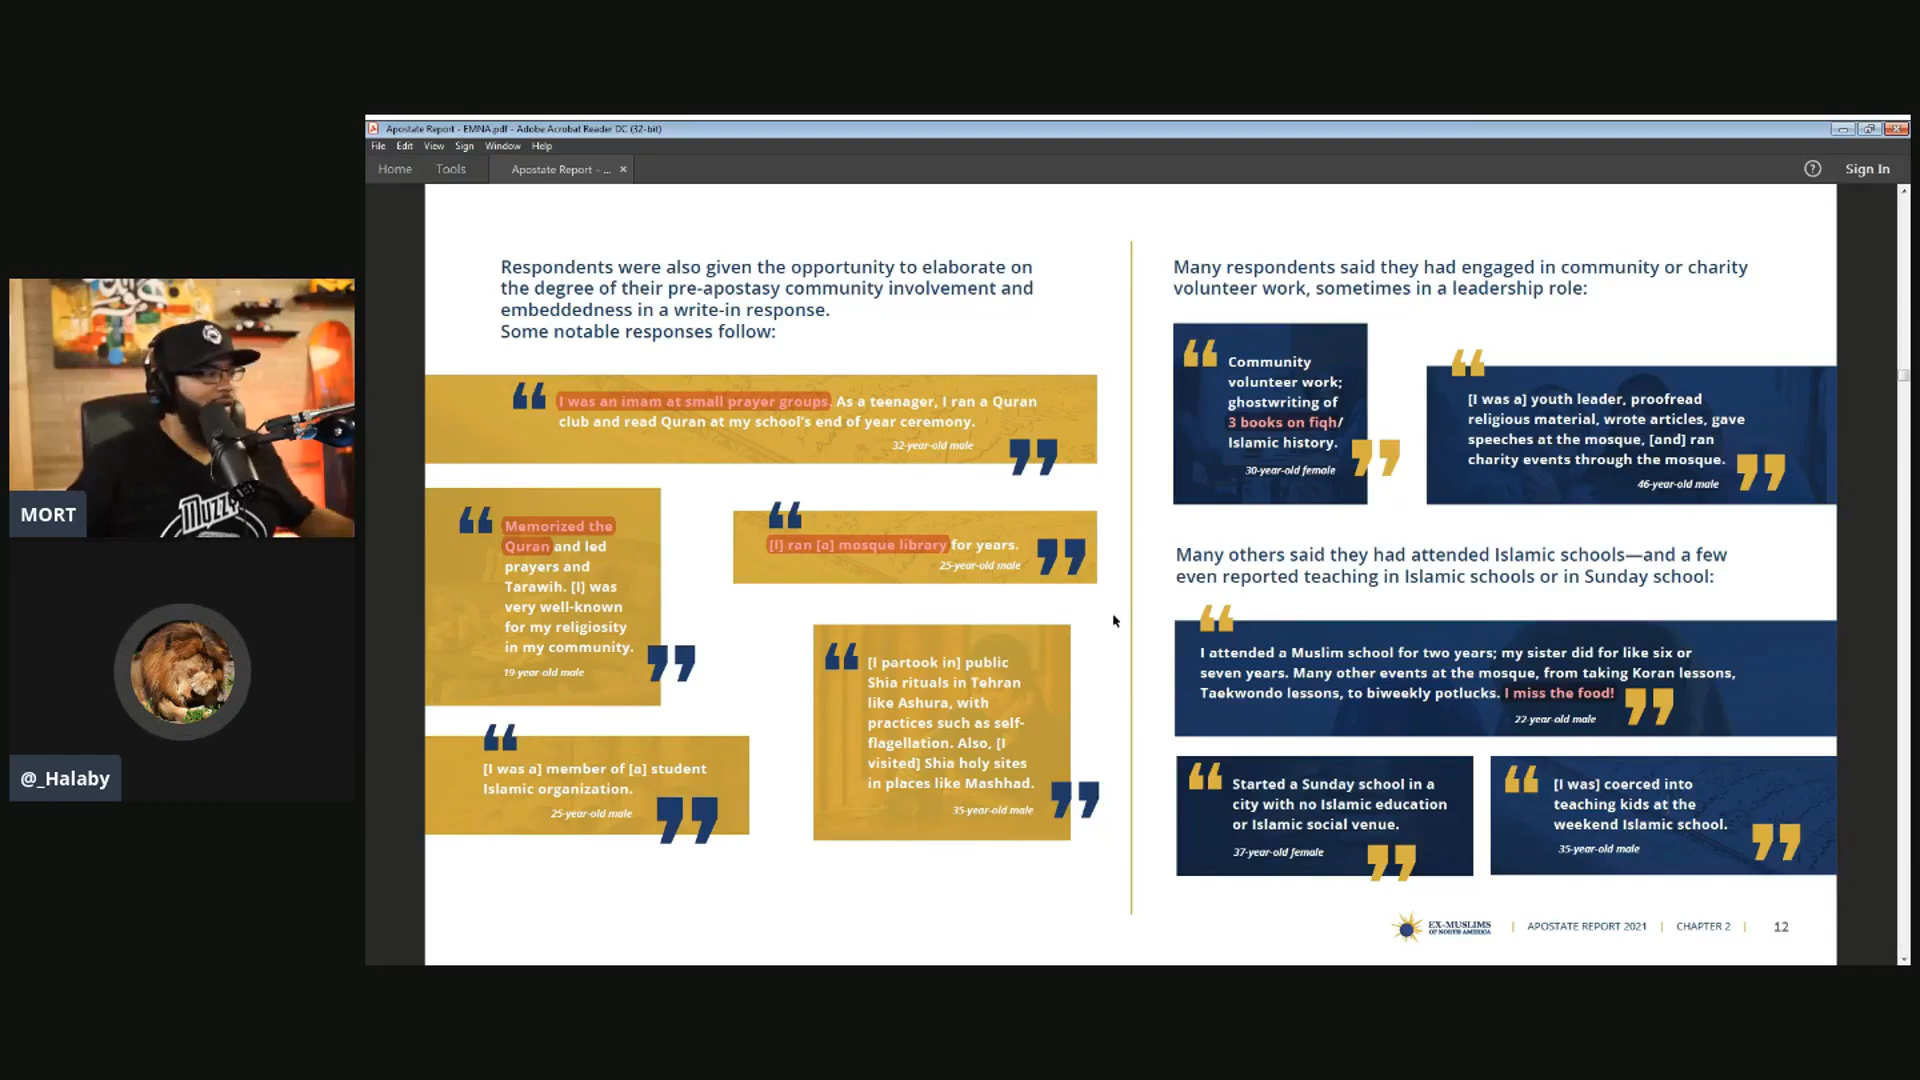 Apostate Report - EMNA.pdf - Adobe Acrobat Reader DC (32-bit)
File Edit View Sign Window Help
Home Tools Apostate Report - ... × ? Sign In
MORT
@_Halaby
Respondents were also given the opportunity to elaborate on
the degree of their pre-apostasy community involvement and
embeddedness in a write-in response.
Some notable responses follow:
“ I was an imam at small prayer groups. As a teenager, I ran a Quran
club and read Quran at my school's end of year ceremony.
32-year-old male ”
“ Memorized the
Quran and led
prayers and
Tarawih. [I] was
very well-known
for my religiosity
in my community.
19 year-old male ”
“ [I] ran [a] mosque library for years.
25-year-old male ”
“ [I was a] member of [a] student
Islamic organization.
25-year-old male ”
“ [I partook in] public
Shia rituals in Tehran
like Ashura, with
practices such as self-
flagellation. Also, [I
visited] Shia holy sites
in places like Mashhad.
35-year-old male ”
Many respondents said they had engaged in community or charity
volunteer work, sometimes in a leadership role:
“ Community
volunteer work;
ghostwriting of
3 books on fiqh/
Islamic history.
30-year-old female ”
“ [I was a] youth leader, proofread
religious material, wrote articles, gave
speeches at the mosque, [and] ran
charity events through the mosque.
46-year-old male ”
Many others said they had attended Islamic schools—and a few
even reported teaching in Islamic schools or in Sunday school:
“ I attended a Muslim school for two years; my sister did for like six or
seven years. Many other events at the mosque, from taking Koran lessons,
Taekwondo lessons, to biweekly potlucks. I miss the food!
22-year-old male ”
“ Started a Sunday school in a
city with no Islamic education
or Islamic social venue.
37-year-old female ”
“ [I was] coerced into
teaching kids at the
weekend Islamic school.
35-year-old male ”
EX-MUSLIMS
OF NORTH AMERICA
| APOSTATE REPORT 2021 | CHAPTER 2 | 12